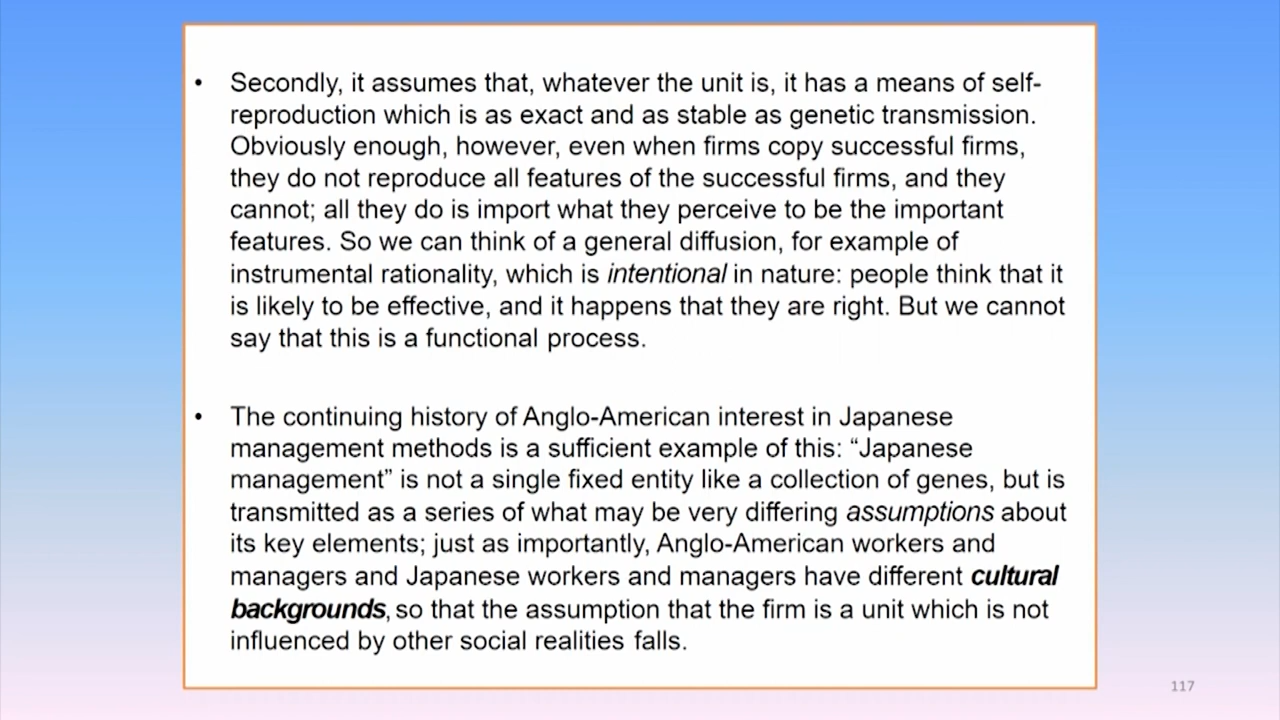 • Secondly, it assumes that, whatever the unit is, it has a means of self-
reproduction which is as exact and as stable as genetic transmission.
Obviously enough, however, even when firms copy successful firms,
they do not reproduce all features of the successful firms, and they
cannot; all they do is import what they perceive to be the important
features. So we can think of a general diffusion, for example of
instrumental rationality, which is intentional in nature: people think that it
is likely to be effective, and it happens that they are right. But we cannot
say that this is a functional process.
• The continuing history of Anglo-American interest in Japanese
management methods is a sufficient example of this: “Japanese
management” is not a single fixed entity like a collection of genes, but is
transmitted as a series of what may be very differing assumptions about
its key elements; just as importantly, Anglo-American workers and
managers and Japanese workers and managers have different cultural
backgrounds, so that the assumption that the firm is a unit which is not
influenced by other social realities falls.
117